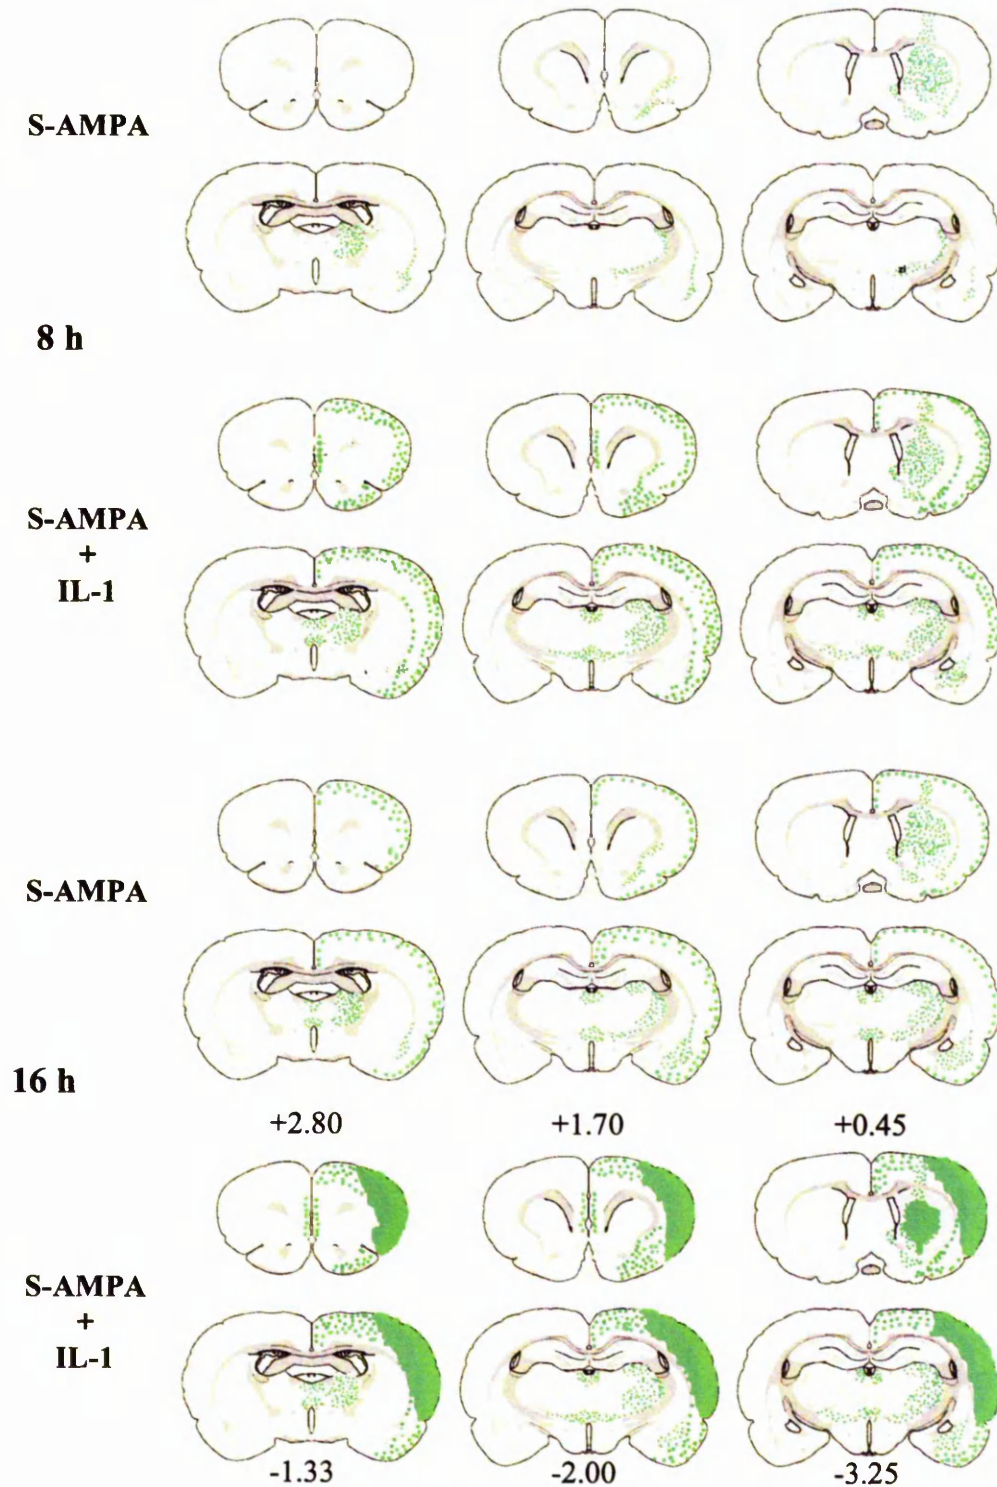 S-AMPA
8 h
S-AMPA
+
IL-1
S-AMPA
16 h
+2.80 +1.70 +0.45
S-AMPA
+
IL-1
-1.33 -2.00 -3.25